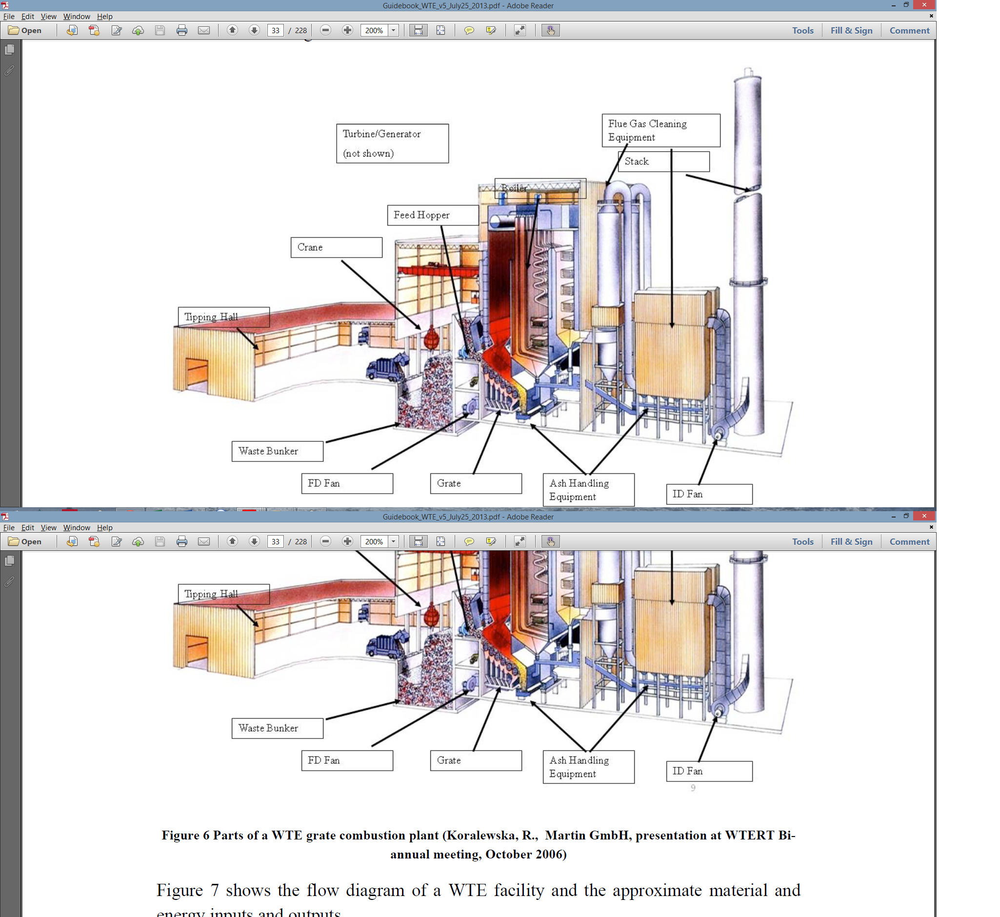 Guidebook_WTE_v5_July25_2013.pdf - Adobe Reader
File Edit View Window Help
Open 33 / 228 200% Tools Fill & Sign Comment
Flue Gas Cleaning
Equipment
Turbine/Generator
(not shown)
Stack
Boiler
Feed Hopper
Crane
Tipping Hall
Waste Bunker
FD Fan
Grate
Ash Handling
Equipment
ID Fan
Guidebook_WTE_v5_July25_2013.pdf - Adobe Reader
File Edit View Window Help
Open 33 / 228 200% Tools Fill & Sign Comment
Tipping Hall
Waste Bunker
FD Fan
Grate
Ash Handling
Equipment
ID Fan
9
Figure 6 Parts of a WTE grate combustion plant (Koralewska, R., Martin GmbH, presentation at WTERT Bi-
annual meeting, October 2006)
Figure 7 shows the flow diagram of a WTE facility and the approximate material and
energy inputs and outputs